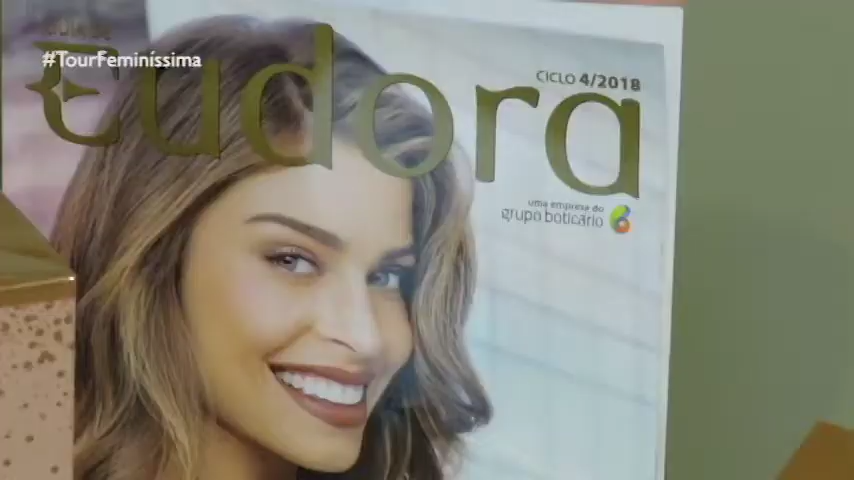 #TourFeminíssima
Eudora
CICLO 4/2018
uma empresa do
grupo boticário